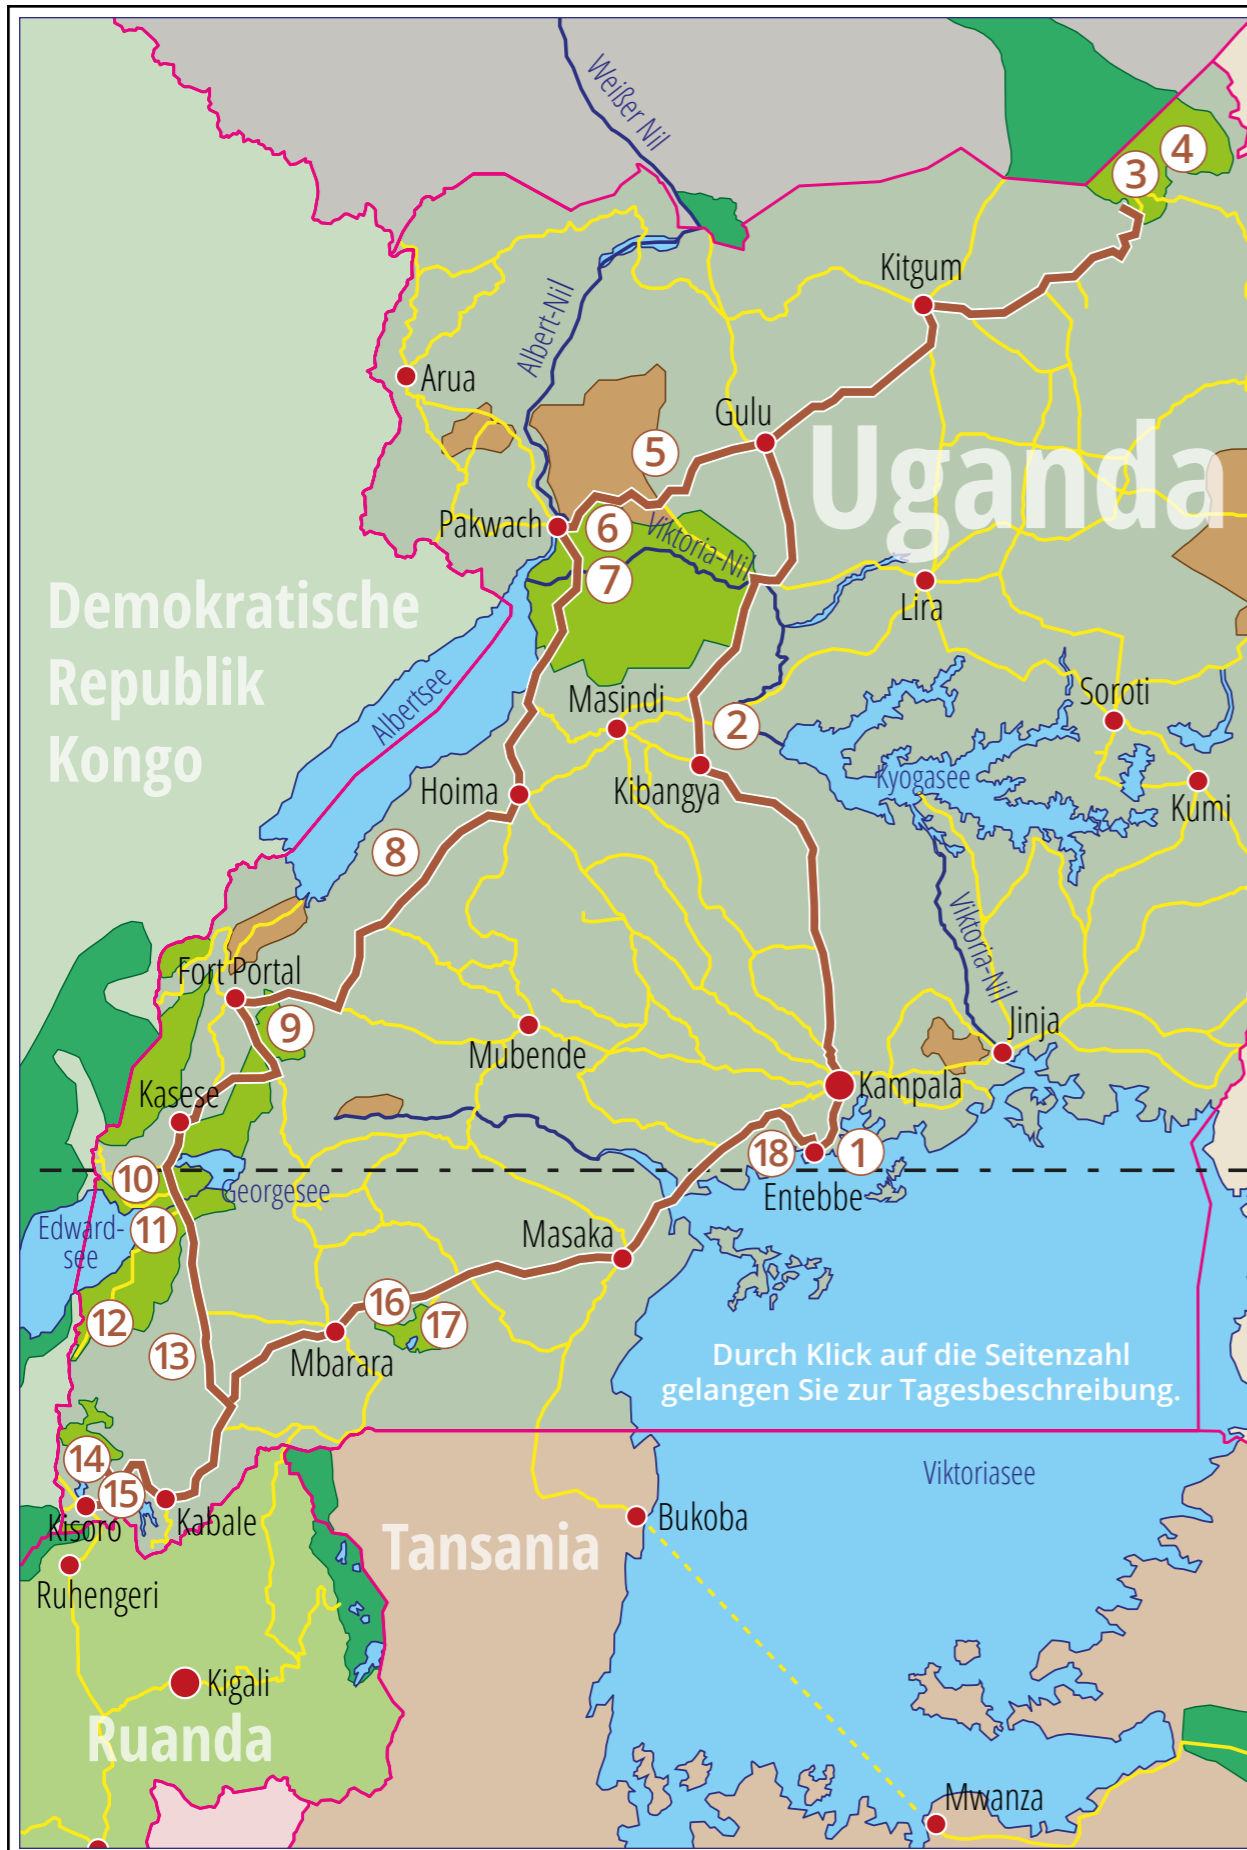 Weißer Nil
4
3
Kitgum
Albert-Nil
Arua
Gulu
Uganda
5
Pakwach
6
Viktoria-Nil
7
Demokratische
Republik
Kongo
Lira
Albertsee
Masindi
Soroti
2
Kyogasee
Hoima
Kibangya
Kumi
8
Viktoria-Nil
Fort Portal
9
Jinja
Mubende
Kampala
Kasese
18
1
10
Georgesee
Entebbe
Edward-
see
11
Masaka
16
17
12
Mbarara
13
Durch Klick auf die Seitenzahl
gelangen Sie zur Tagesbeschreibung.
14
15
Viktoriasee
Kisoro
Kabale
Bukoba
Tansania
Ruhengeri
Kigali
Ruanda
Mwanza